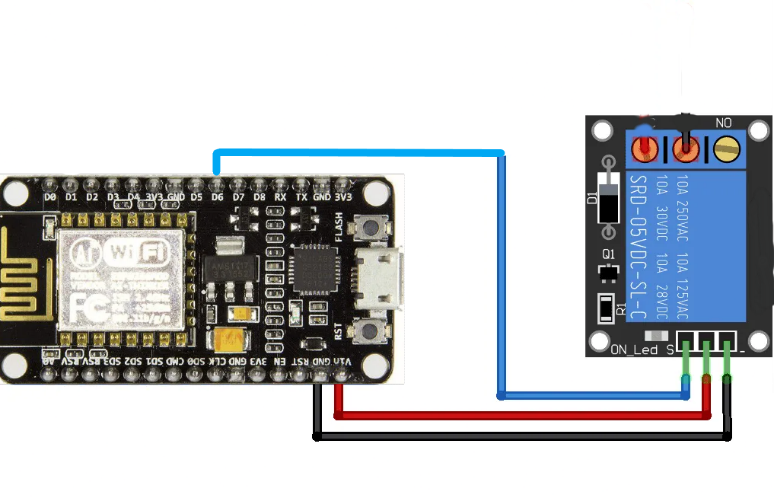 NO
D0 D1 D2 D3 D4 3V3 GND D5 D6 D7 D8 RX TX GND 3V3
FLASH
WiFi
FC
RST
A0 RSV RSV SD3 SD2 SD1 CMD SD0 CLK GND 3V3 EN RST GND Vin
D1
Q1
R1
SRD-05VDC-SL-C
10A 30VDC 10A 28VDC
10A 250VAC 10A 125VAC
ON_Led S -